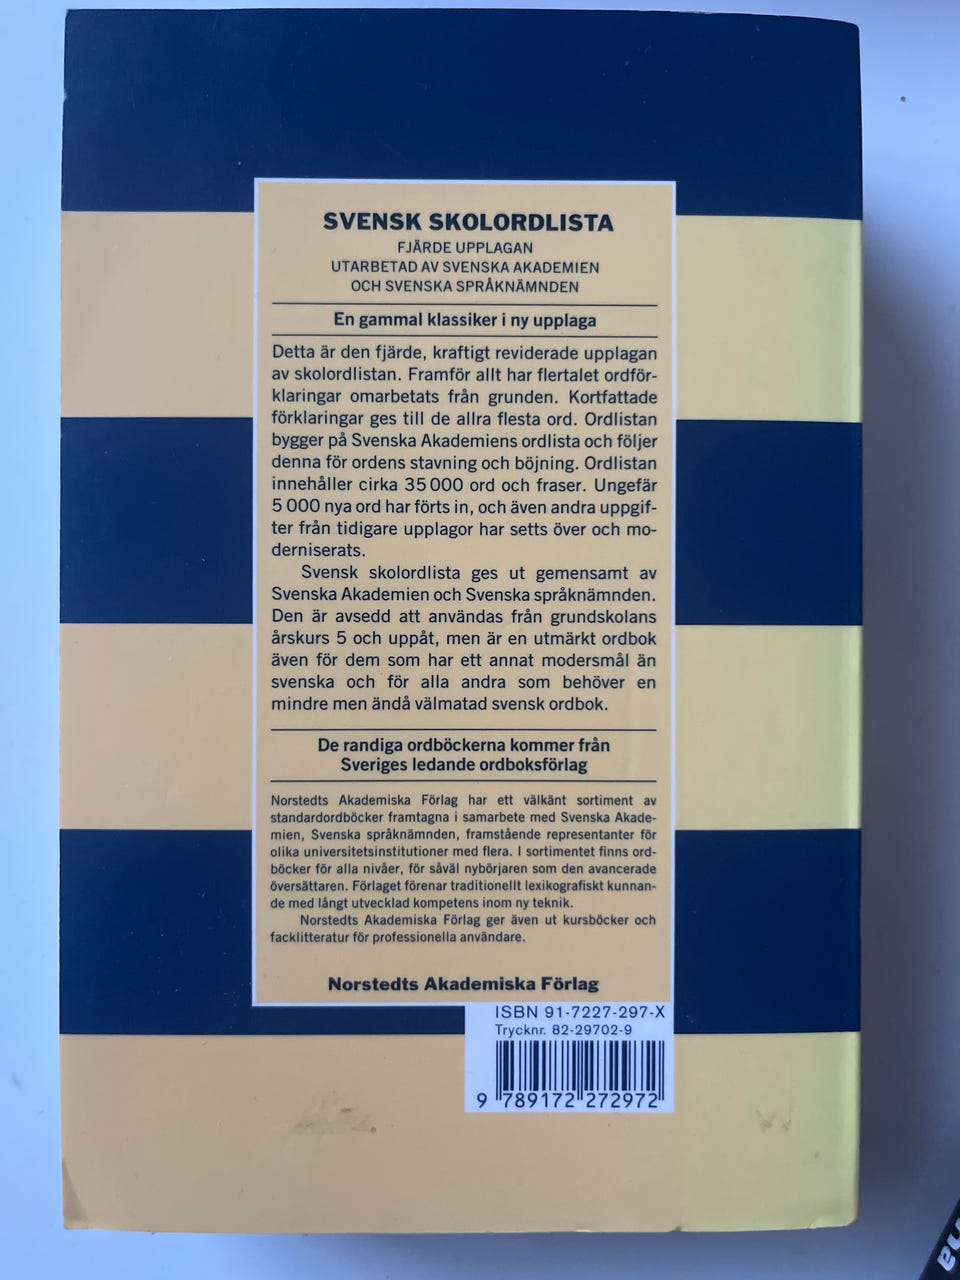 SVENSK SKOLORDLISTA
FJÄRDE UPPLAGAN
UTARBETAD AV SVENSKA AKADEMIEN
OCH SVENSKA SPRÅKNÄMNDEN
En gammal klassiker i ny upplaga
Detta är den fjärde, kraftigt reviderade upplagan
av skolordlistan. Framför allt har flertalet ordför-
klaringar omarbetats från grunden. Kortfattade
förklaringar ges till de allra flesta ord. Ordlistan
bygger på Svenska Akademiens ordlista och följer
denna för ordens stavning och böjning. Ordlistan
innehåller cirka 35 000 ord och fraser. Ungefär
5 000 nya ord har förts in, och även andra uppgif-
ter från tidigare upplagor har setts över och mo-
derniserats.
Svensk skolordlista ges ut gemensamt av
Svenska Akademien och Svenska språknämnden.
Den är avsedd att användas från grundskolans
årskurs 5 och uppåt, men är en utmärkt ordbok
även för dem som har ett annat modersmål än
svenska och för alla andra som behöver en
mindre men ändå välmatad svensk ordbok.
De randiga ordböckerna kommer från
Sveriges ledande ordboksförlag
Norstedts Akademiska Förlag har ett välkänt sortiment av
standardordböcker framtagna i samarbete med Svenska Akade-
mien, Svenska språknämnden, framstående representanter för
olika universitetsinstitutioner med flera. I sortimentet finns ord-
böcker för alla nivåer, för såväl nybörjaren som den avancerade
översättaren. Förlaget förenar traditionellt lexikografiskt kunnan-
de med långt utvecklad kompetens inom ny teknik.
Norstedts Akademiska Förlag ger även ut kursböcker och
facklitteratur för professionella användare.
Norstedts Akademiska Förlag
ISBN 91-7227-297-X
Trycknr. 82-29702-9
9 789172 272972